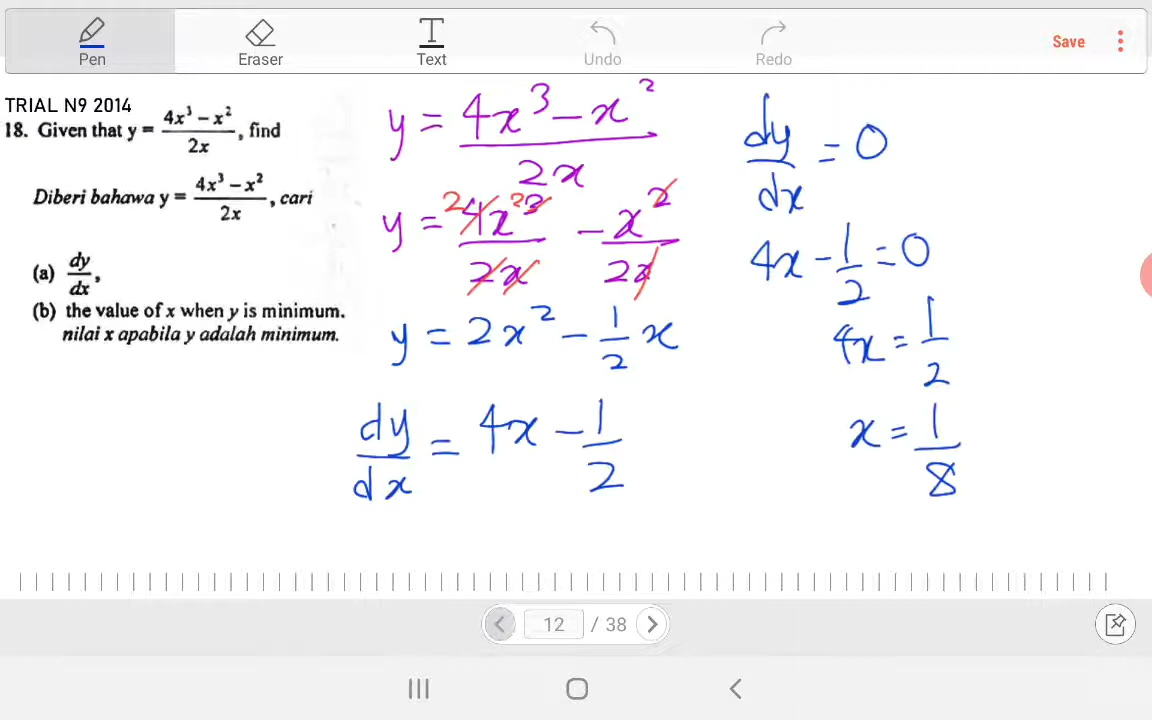 Pen Eraser Text Undo Redo Save
TRIAL N9 2014
18. Given that y = (4x³ − x²)/(2x), find
Diberi bahawa y = (4x³ − x²)/(2x), cari
(a) dy/dx,
(b) the value of x when y is minimum.
nilai x apabila y adalah minimum.
y = (4x³ − x²)/(2x)
y = 2 4x² ³/(2x) − x²/(2x)
y = 2x² − 1/2 x
dy/dx = 4x − 1/2
dy/dx = 0
4x − 1/2 = 0
4x = 1/2
x = 1/8
12 / 38